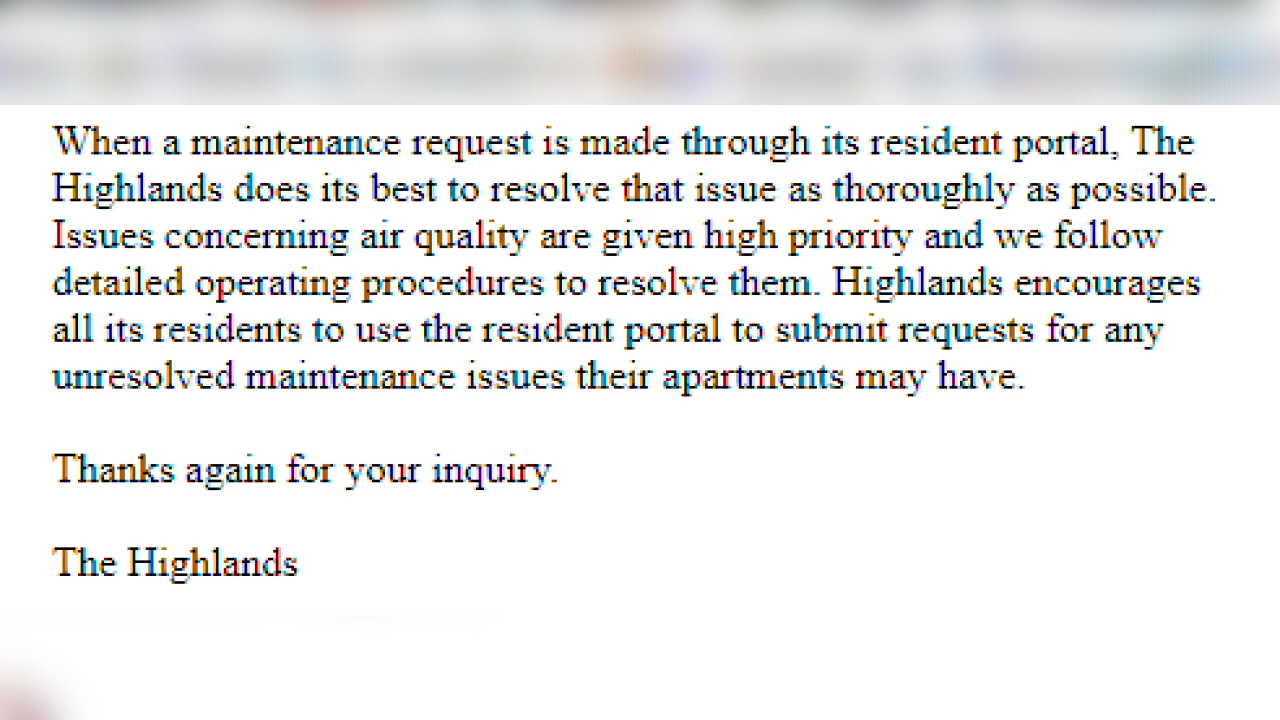 When a maintenance request is made through its resident portal, The
Highlands does its best to resolve that issue as thoroughly as possible.
Issues concerning air quality are given high priority and we follow
detailed operating procedures to resolve them. Highlands encourages
all its residents to use the resident portal to submit requests for any
unresolved maintenance issues their apartments may have.
Thanks again for your inquiry.
The Highlands